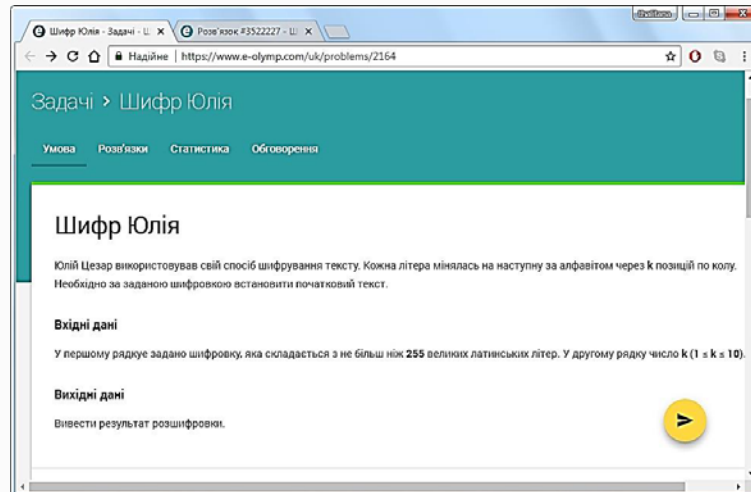 Шифр Юлія - Задачі - Ш
Розв'язок #3522227 - Ш
Надійне | https://www.e-olymp.com/uk/problems/2164
Задачі > Шифр Юлія
Умова Розв'язки Статистика Обговорення
Шифр Юлія
Юлій Цезар використовував свій спосіб шифрування тексту. Кожна літера мінялась на наступну за алфавітом через k позицій по колу.
Необхідно за заданою шифровкою встановити початковий текст.
Вхідні дані
У першому рядкує задано шифровку, яка складається з не більш ніж 255 великих латинських літер. У другому рядку число k (1 ≤ k ≤ 10).
Вихідні дані
Вивести результат розшифровки.